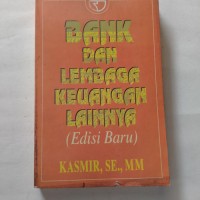 BANK
DAN
LEMBAGA
KEUANGAN
LAINNYA
(Edisi Baru)
KASMIR, SE., MM